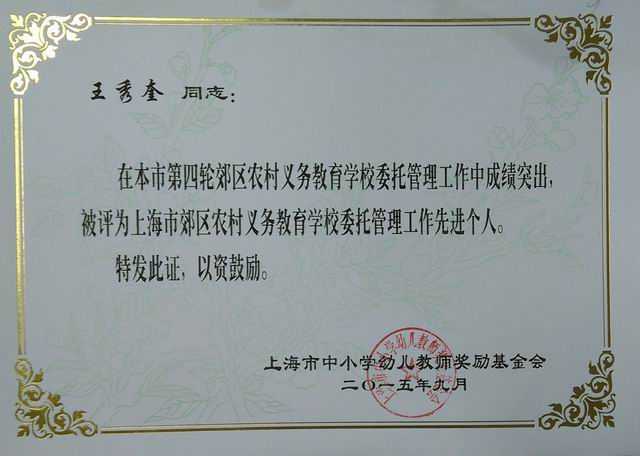 王秀奎 同志：
在本市第四轮郊区农村义务教育学校委托管理工作中成绩突出，
被评为上海市郊区农村义务教育学校委托管理工作先进个人。
特发此证，以资鼓励。
上海市中小学幼儿教师奖励基金会
二〇一五年九月